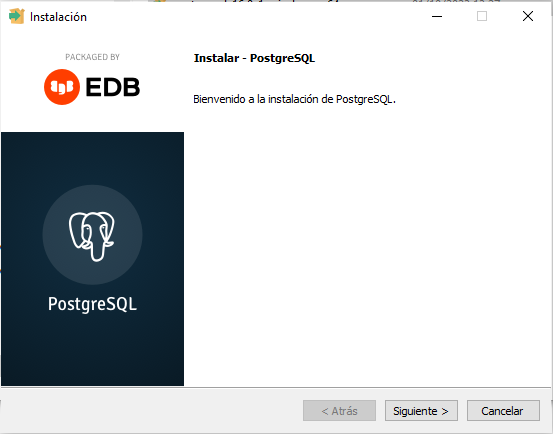 Instalación
PACKAGED BY
EDB
Instalar - PostgreSQL
Bienvenido a la instalación de PostgreSQL.
PostgreSQL
< Atrás
Siguiente >
Cancelar